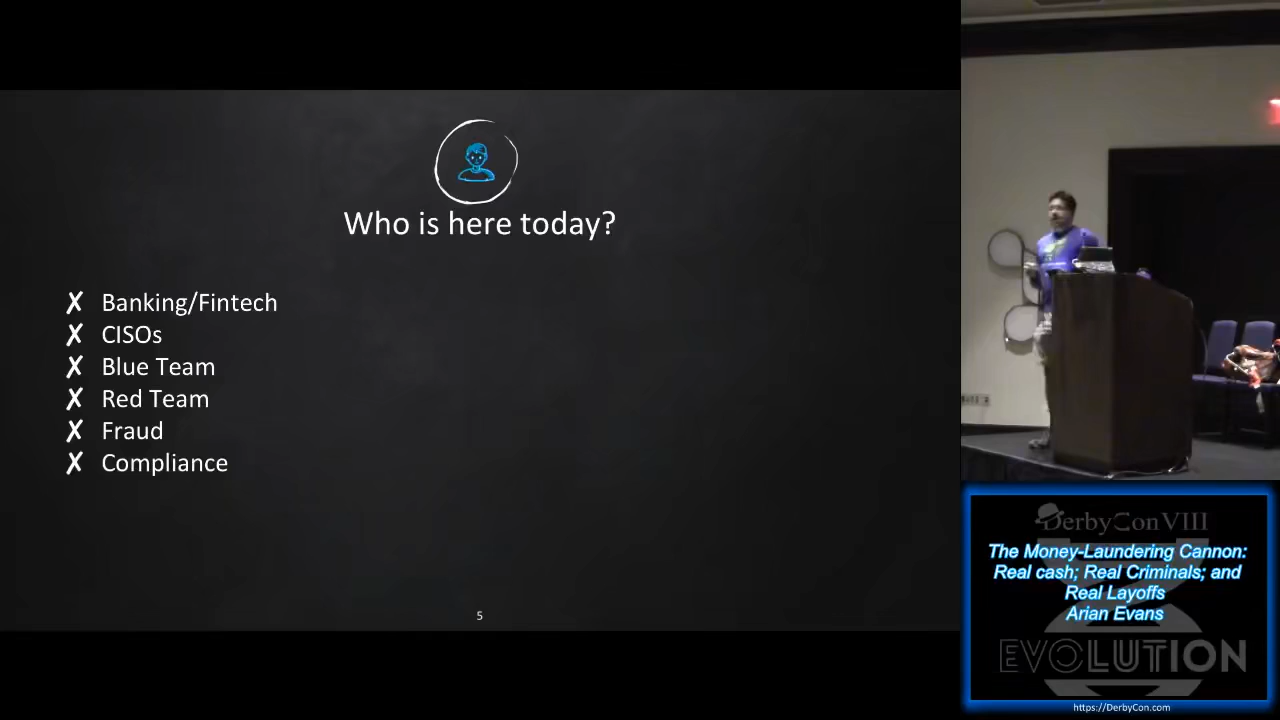 Who is here today?
✗ Banking/Fintech
✗ CISOs
✗ Blue Team
✗ Red Team
✗ Fraud
✗ Compliance
5
DerbyCon VIII
The Money-Laundering Cannon:
Real cash; Real Criminals; and
Real Layoffs
Arian Evans
EVOLUTION
https://DerbyCon.com